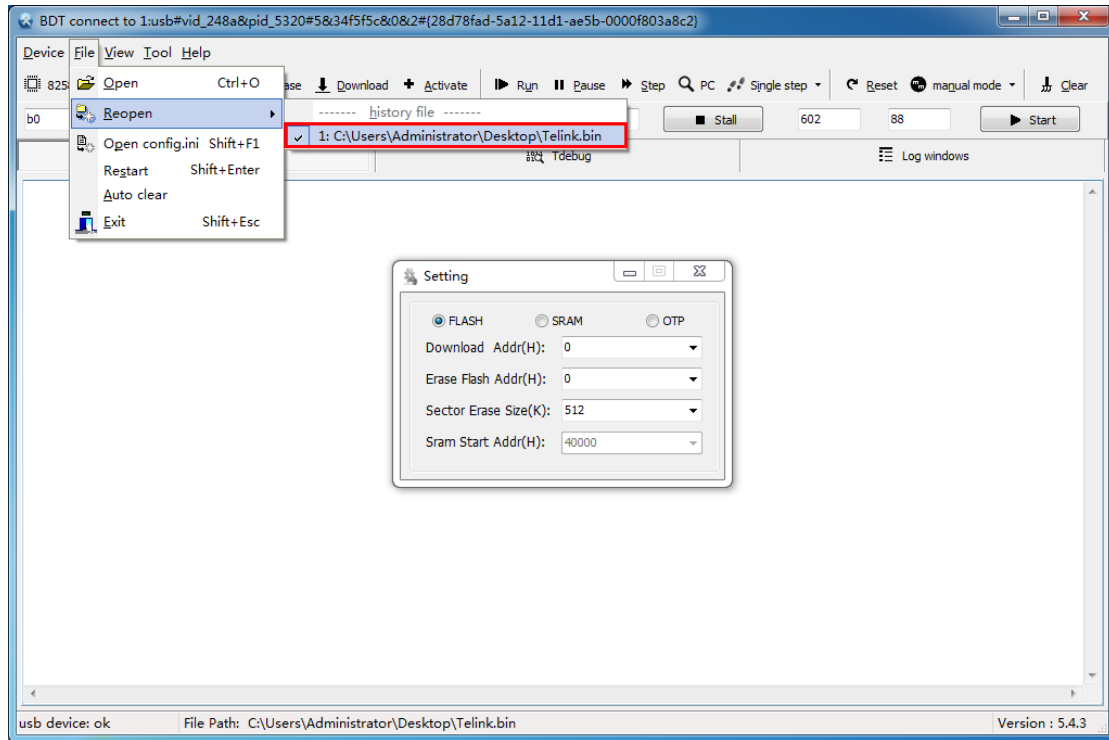 BDT connect to 1:usb#vid_248a&pid_5320#5&34f5f5c&0&2#{28d78fad-5a12-11d1-ae5b-0000f803a8c2}
Device File View Tool Help
825 ase Download Activate Run Pause Step PC Single step Reset manual mode Clear
b0 Stall 602 88 Start
Tdebug Log windows
Open Ctrl+O
Reopen
Open config.ini Shift+F1
Restart Shift+Enter
Auto clear
Exit Shift+Esc
------- history file -------
1: C:\Users\Administrator\Desktop\Telink.bin
Setting
FLASH SRAM OTP
Download Addr(H): 0
Erase Flash Addr(H): 0
Sector Erase Size(K): 512
Sram Start Addr(H): 40000
usb device: ok File Path: C:\Users\Administrator\Desktop\Telink.bin Version : 5.4.3